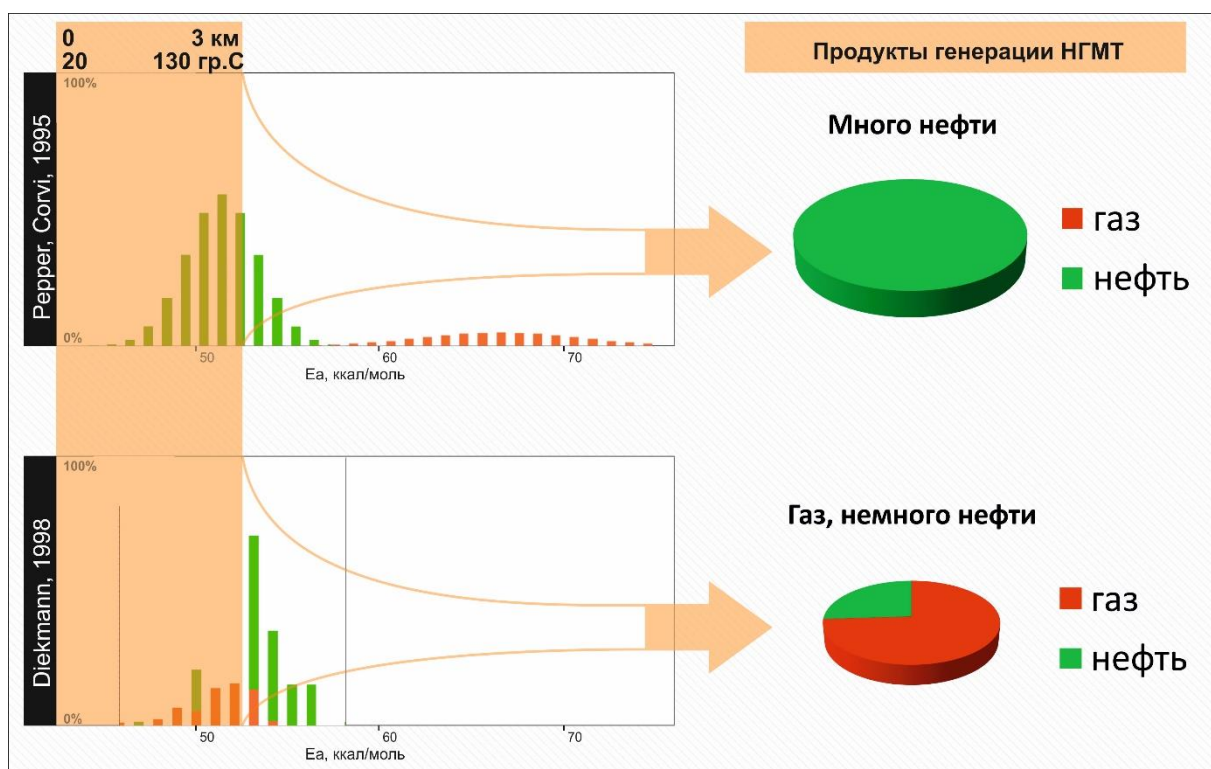 0 3 км
20 130 гр.С
Продукты генерации НГМТ
Pepper, Corvi, 1995
100%
0%
50 60 70
Ea, ккал/моль
Много нефти
газ
нефть
Diekmann, 1998
100%
0%
50 60 70
Ea, ккал/моль
Газ, немного нефти
газ
нефть